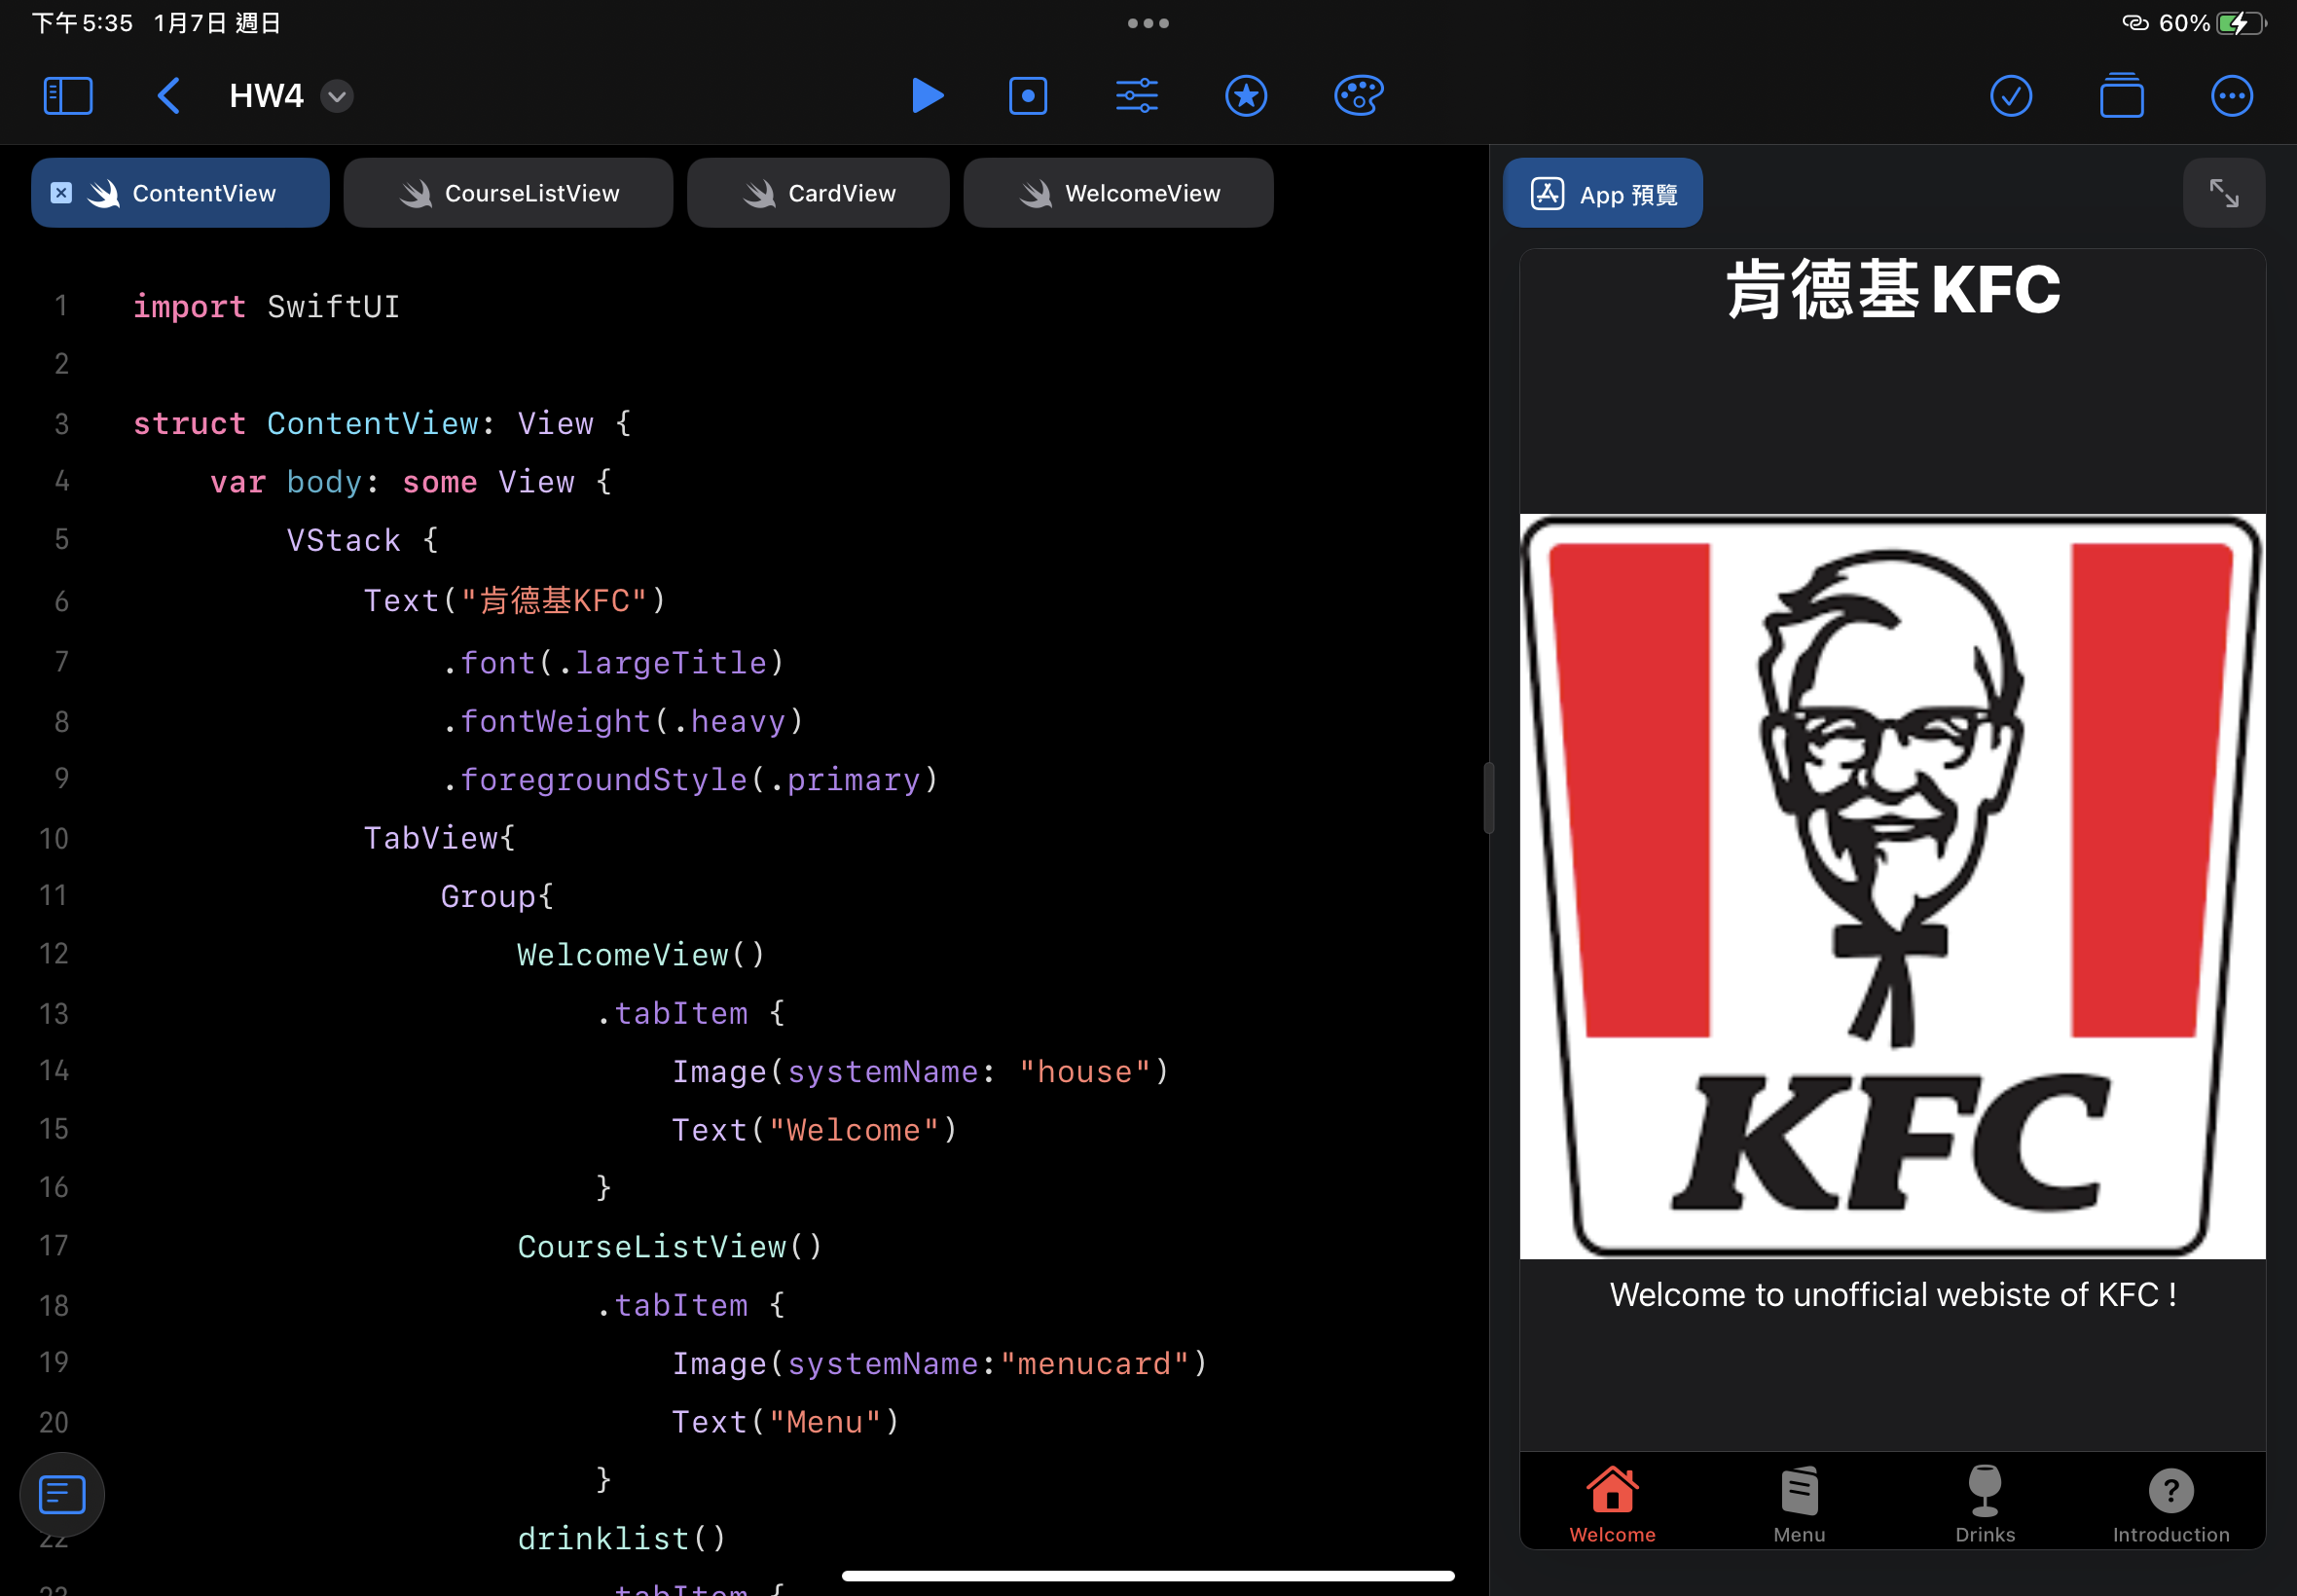 下午5:35 1月7日 週日
60%
HW4
ContentView
CourseListView
CardView
WelcomeView
App 預覽
1 import SwiftUI
2
3 struct ContentView: View {
4 var body: some View {
5 VStack {
6 Text("肯德基KFC")
7 .font(.largeTitle)
8 .fontWeight(.heavy)
9 .foregroundStyle(.primary)
10 TabView{
11 Group{
12 WelcomeView()
13 .tabItem {
14 Image(systemName: "house")
15 Text("Welcome")
16 }
17 CourseListView()
18 .tabItem {
19 Image(systemName:"menucard")
20 Text("Menu")
}
22 drinklist()
23 .tabItem {
肯德基KFC
KFC
Welcome to unofficial webiste of KFC !
Welcome
Menu
Drinks
Introduction